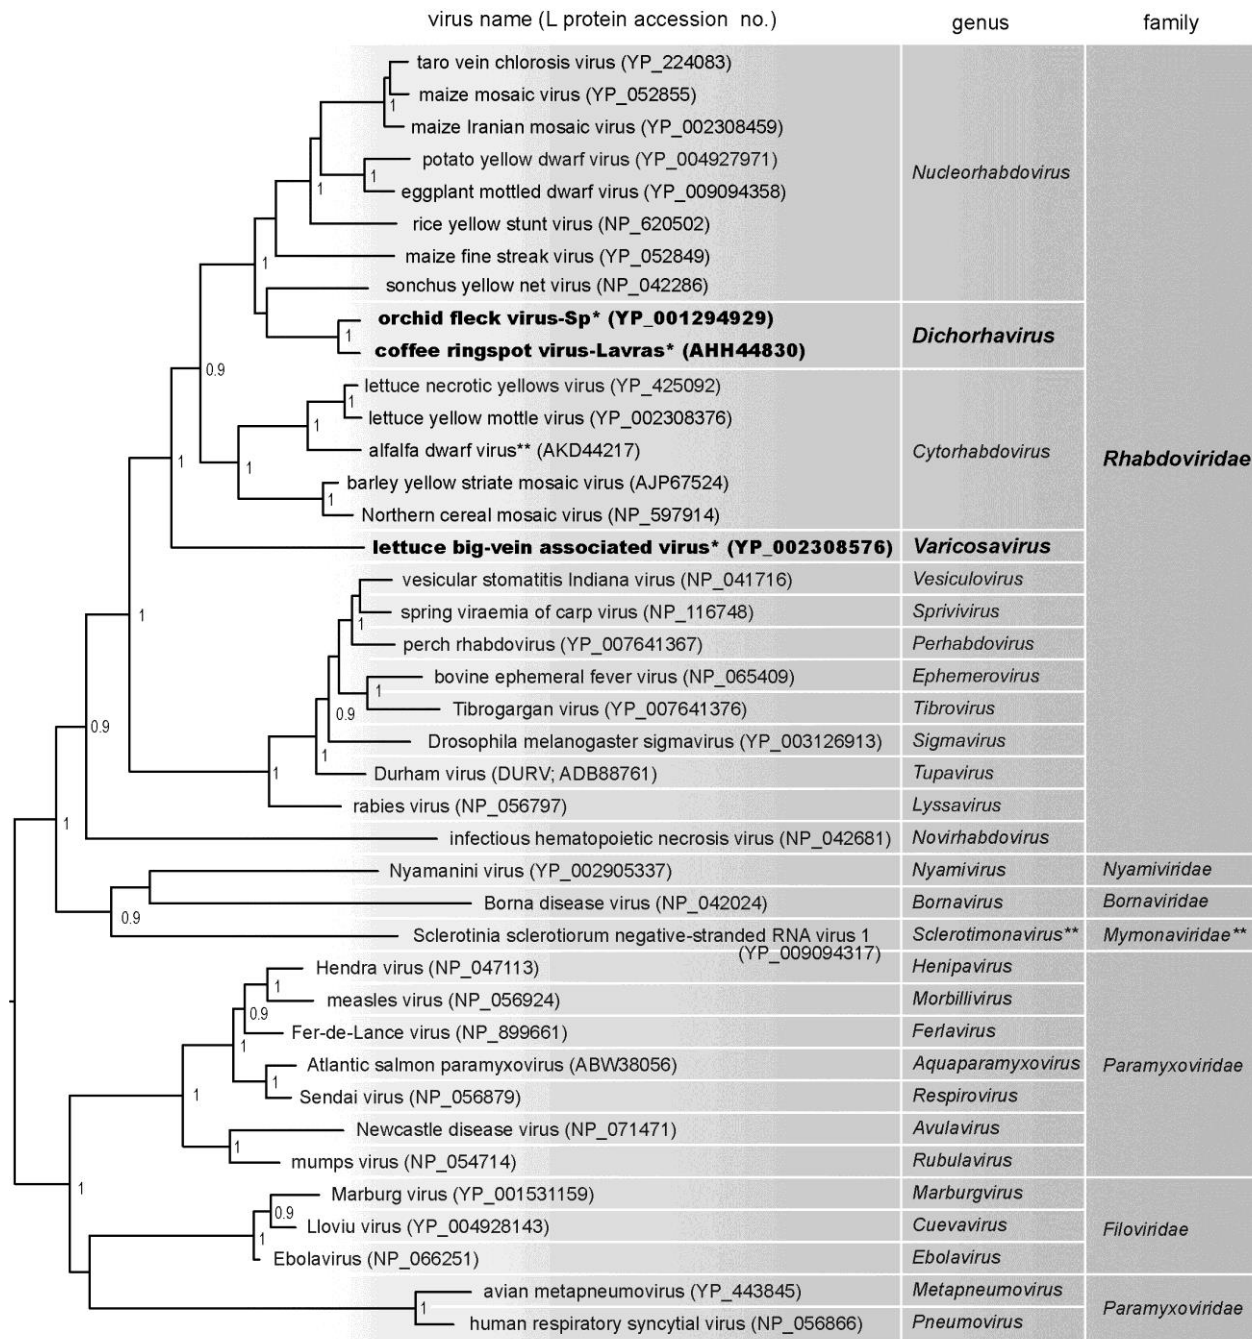 virus name (L protein accession no.) genus family
taro vein chlorosis virus (YP_224083)
maize mosaic virus (YP_052855)
1
maize Iranian mosaic virus (YP_002308459)
potato yellow dwarf virus (YP_004927971)
Nucleorhabdovirus
1
1
eggplant mottled dwarf virus (YP_009094358)
rice yellow stunt virus (NP_620502)
maize fine streak virus (YP_052849)
1
sonchus yellow net virus (NP_042286)
orchid fleck virus-Sp* (YP_001294929)
1
Dichorhavirus
coffee ringspot virus-Lavras* (AHH44830)
0.9
lettuce necrotic yellows virus (YP_425092)
1
lettuce yellow mottle virus (YP_002308376)
1
alfalfa dwarf virus** (AKD44217)
Cytorhabdovirus
Rhabdoviridae
1
1
barley yellow striate mosaic virus (AJP67524)
1
Northern cereal mosaic virus (NP_597914)
lettuce big-vein associated virus* (YP_002308576) Varicosavirus
vesicular stomatitis Indiana virus (NP_041716) Vesiculovirus
spring viraemia of carp virus (NP_116748) Sprivivirus
1
perch rhabdovirus (YP_007641367) Perhabdovirus
bovine ephemeral fever virus (NP_065409) Ephemerovirus
1
0.9
Tibrogargan virus (YP_007641376) Tibrovirus
0.9
Drosophila melanogaster sigmavirus (YP_003126913) Sigmavirus
1
Durham virus (DURV; ADB88761) Tupavirus
rabies virus (NP_056797) Lyssavirus
1
infectious hematopoietic necrosis virus (NP_042681) Novirhabdovirus
Nyamanini virus (YP_002905337) Nyamivirus Nyamiviridae
Borna disease virus (NP_042024) Bornavirus Bornaviridae
0.9
Sclerotinia sclerotiorum negative-stranded RNA virus 1 Sclerotimonavirus** Mymonaviridae**
(YP_009094317)
Hendra virus (NP_047113) Henipavirus
1
measles virus (NP_056924) Morbillivirus
0.9
Fer-de-Lance virus (NP_899661) Ferlavirus
1
Atlantic salmon paramyxovirus (ABW38056) Aquaparamyxovirus Paramyxoviridae
1
Sendai virus (NP_056879) Respirovirus
1
Newcastle disease virus (NP_071471) Avulavirus
1
mumps virus (NP_054714) Rubulavirus
1
Marburg virus (YP_001531159) Marburgvirus
0.9
Lloviu virus (YP_004928143) Cuevavirus Filoviridae
1
Ebolavirus (NP_066251) Ebolavirus
avian metapneumovirus (YP_443845) Metapneumovirus
1
Paramyxoviridae
human respiratory syncytial virus (NP_056866) Pneumovirus